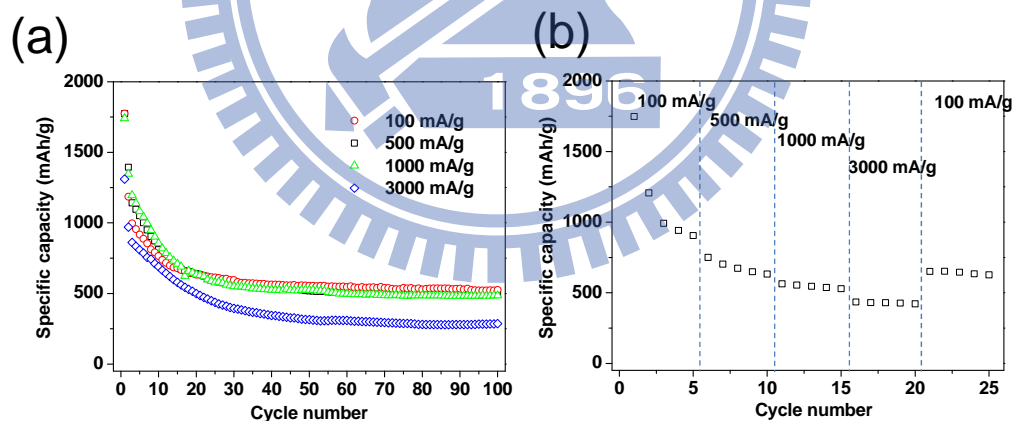 (a)
2000
1500
1000
500
0
Specific capacity (mAh/g)
100 mA/g
500 mA/g
1000 mA/g
3000 mA/g
0 10 20 30 40 50 60 70 80 90 100
Cycle number
(b)
2000
1500
1000
500
0
Specific capacity (mAh/g)
100 mA/g
500 mA/g
1000 mA/g
3000 mA/g
100 mA/g
0 5 10 15 20 25
Cycle number
1896